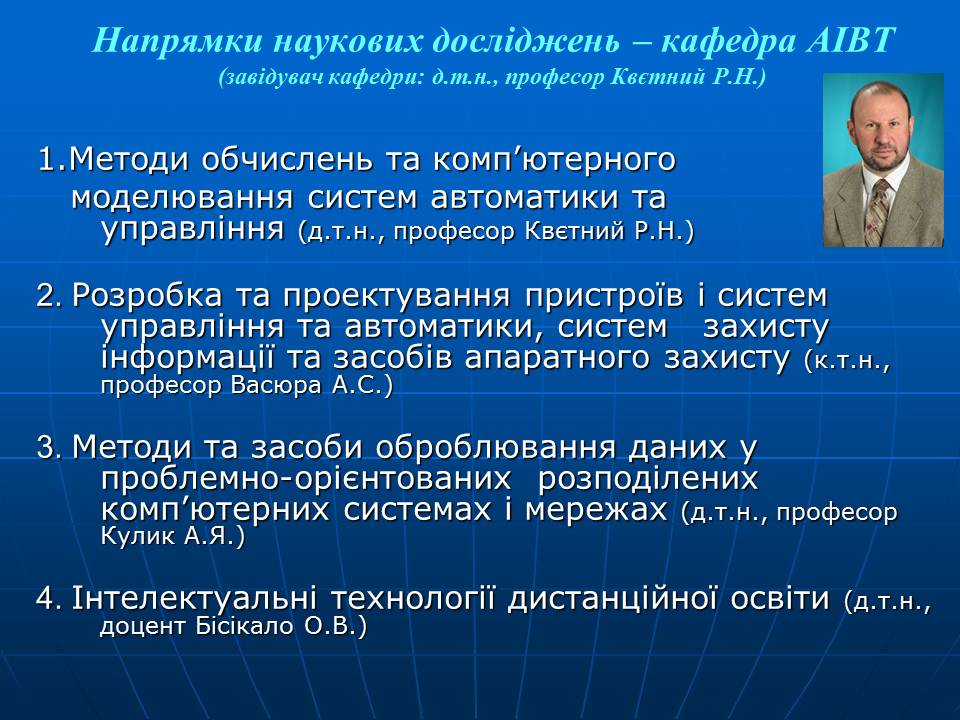 Напрямки наукових досліджень – кафедра АІВТ
(завідувач кафедри: д.т.н., професор Квєтний Р.Н.)
1.Методи обчислень та комп’ютерного
моделювання систем автоматики та
управління (д.т.н., професор Квєтний Р.Н.)
2. Розробка та проектування пристроїв і систем
управління та автоматики, систем захисту
інформації та засобів апаратного захисту (к.т.н.,
професор Васюра А.С.)
3. Методи та засоби оброблювання даних у
проблемно-орієнтованих розподілених
комп’ютерних системах і мережах (д.т.н., професор
Кулик А.Я.)
4. Інтелектуальні технології дистанційної освіти (д.т.н.,
доцент Бісікало О.В.)